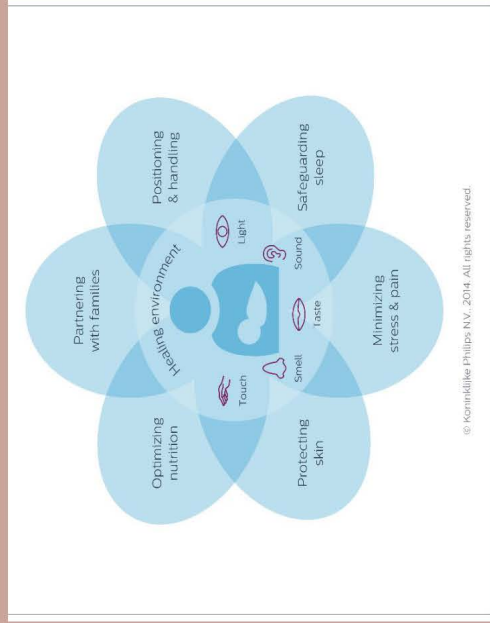 Partnering
with families
Positioning
& handling
Safeguarding
sleep
Minimizing
stress & pain
Protecting
skin
Optimizing
nutrition
Healing environment
Touch
Light
Sound
Taste
Smell
© Koninklijke Philips N.V., 2014. All rights reserved.